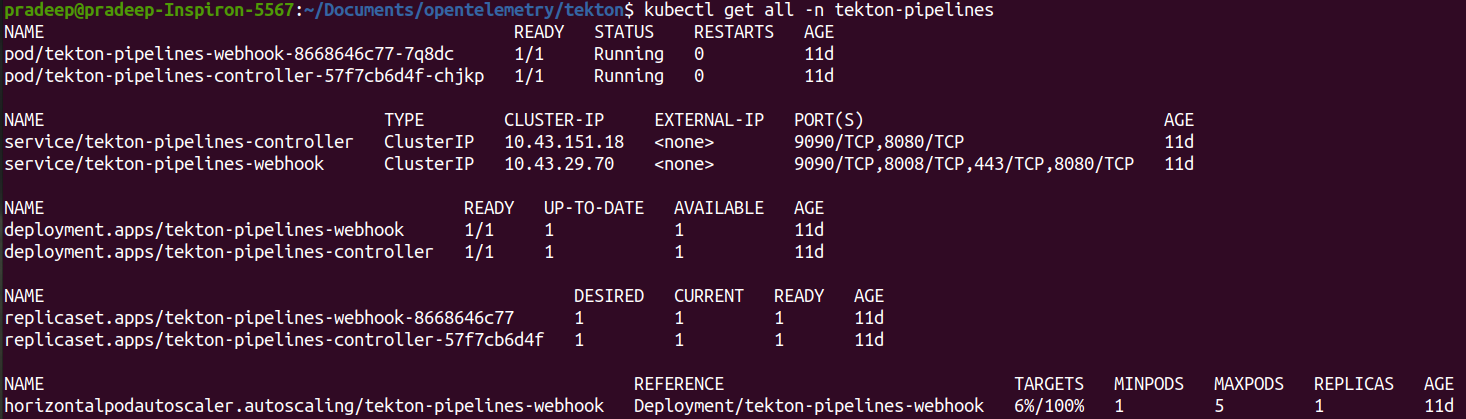 pradeep@pradeep-Inspiron-5567:~/Documents/opentelemetry/tekton$ kubectl get all -n tekton-pipelines
NAME READY STATUS RESTARTS AGE
pod/tekton-pipelines-webhook-8668646c77-7q8dc 1/1 Running 0 11d
pod/tekton-pipelines-controller-57f7cb6d4f-chjkp 1/1 Running 0 11d
NAME TYPE CLUSTER-IP EXTERNAL-IP PORT(S) AGE
service/tekton-pipelines-controller ClusterIP 10.43.151.18 <none> 9090/TCP,8080/TCP 11d
service/tekton-pipelines-webhook ClusterIP 10.43.29.70 <none> 9090/TCP,8008/TCP,443/TCP,8080/TCP 11d
NAME READY UP-TO-DATE AVAILABLE AGE
deployment.apps/tekton-pipelines-webhook 1/1 1 1 11d
deployment.apps/tekton-pipelines-controller 1/1 1 1 11d
NAME DESIRED CURRENT READY AGE
replicaset.apps/tekton-pipelines-webhook-8668646c77 1 1 1 11d
replicaset.apps/tekton-pipelines-controller-57f7cb6d4f 1 1 1 11d
NAME REFERENCE TARGETS MINPODS MAXPODS REPLICAS AGE
horizontalpodautoscaler.autoscaling/tekton-pipelines-webhook Deployment/tekton-pipelines-webhook 6%/100% 1 5 1 11d